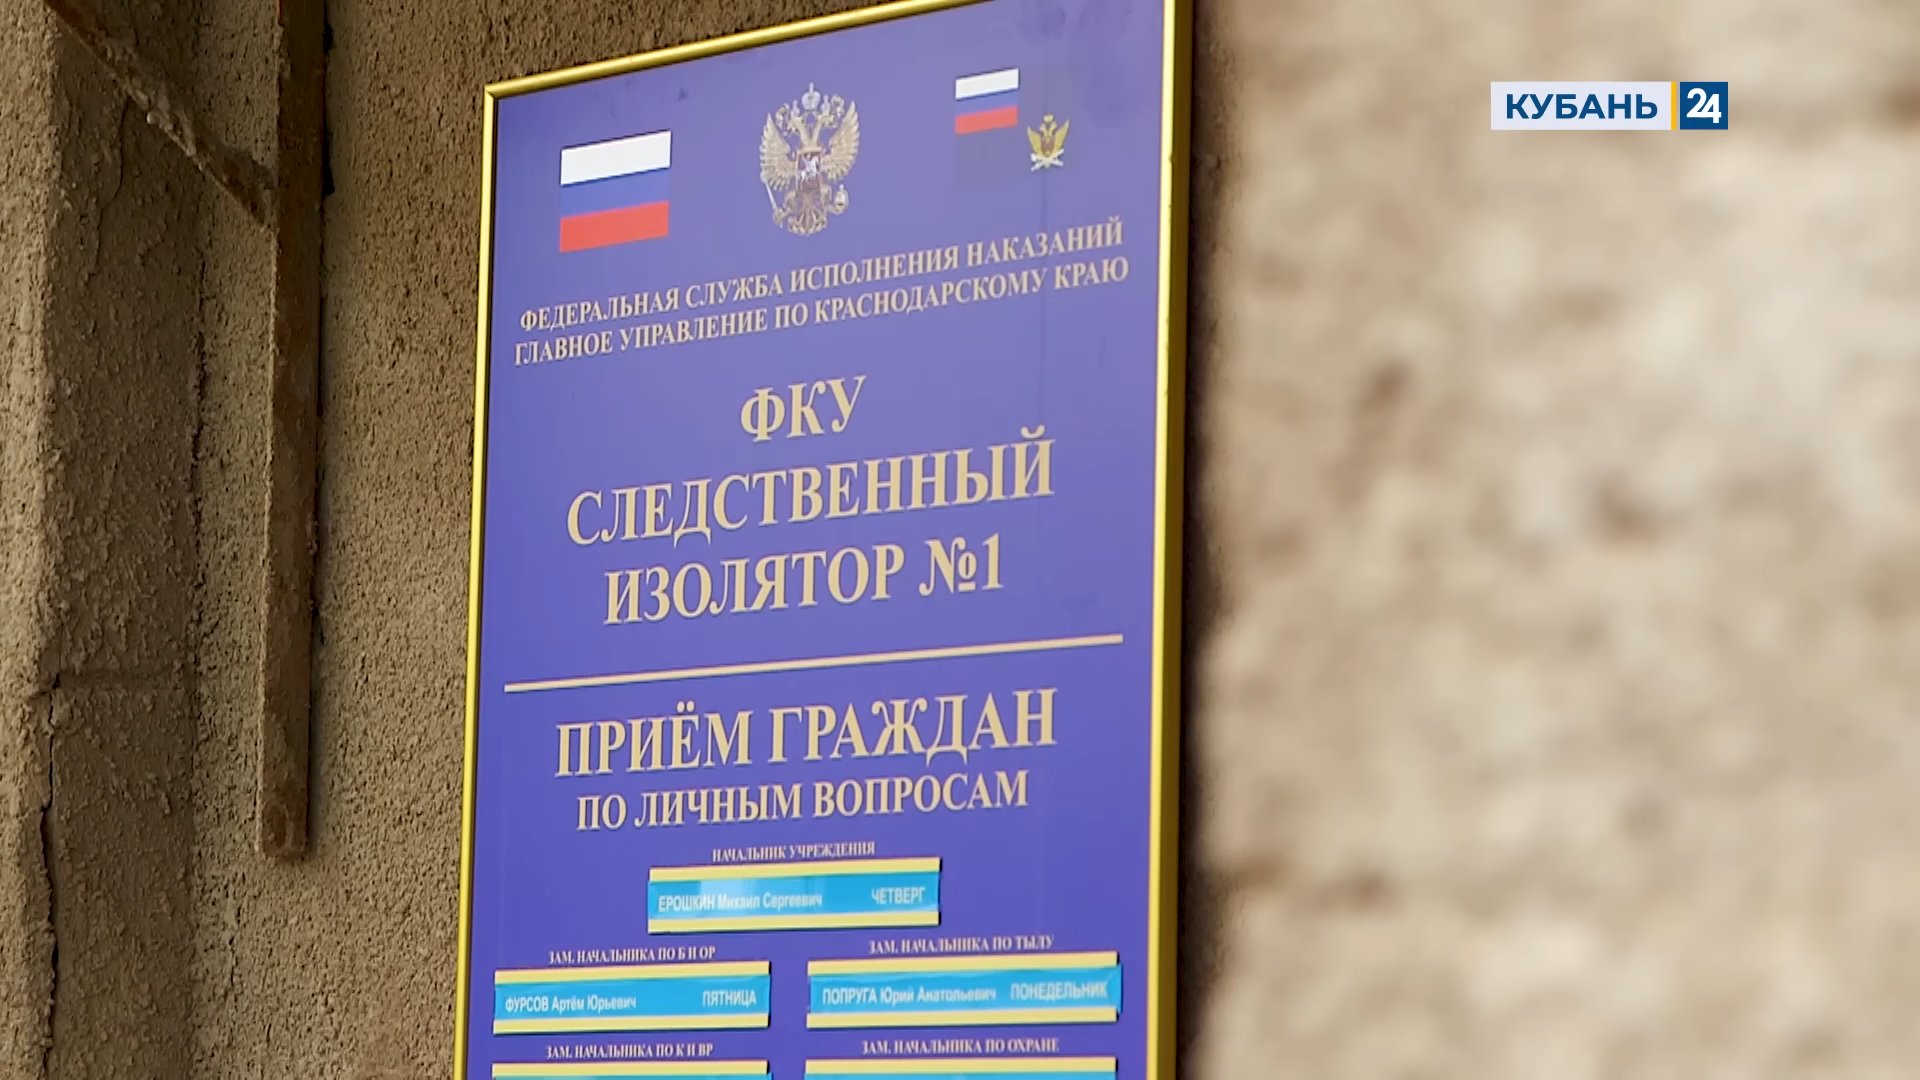 КУБАНЬ 24
ФЕДЕРАЛЬНАЯ СЛУЖБА ИСПОЛНЕНИЯ НАКАЗАНИЙ
ГЛАВНОЕ УПРАВЛЕНИЕ ПО КРАСНОДАРСКОМУ КРАЮ
ФКУ
СЛЕДСТВЕННЫЙ
ИЗОЛЯТОР №1
ПРИЁМ ГРАЖДАН
ПО ЛИЧНЫМ ВОПРОСАМ
НАЧАЛЬНИК УЧРЕЖДЕНИЯ
ЕРОШКИН Михаил Сергеевич ЧЕТВЕРГ
ЗАМ. НАЧАЛЬНИКА ПО Б И ОР
ФУРСОВ Артём Юрьевич ПЯТНИЦА
ЗАМ. НАЧАЛЬНИКА ПО ТЫЛУ
ПОПРУГА Юрий Анатольевич ПОНЕДЕЛЬНИК
ЗАМ. НАЧАЛЬНИКА ПО К И ВР
ЗАМ. НАЧАЛЬНИКА ПО ОХРАНЕ